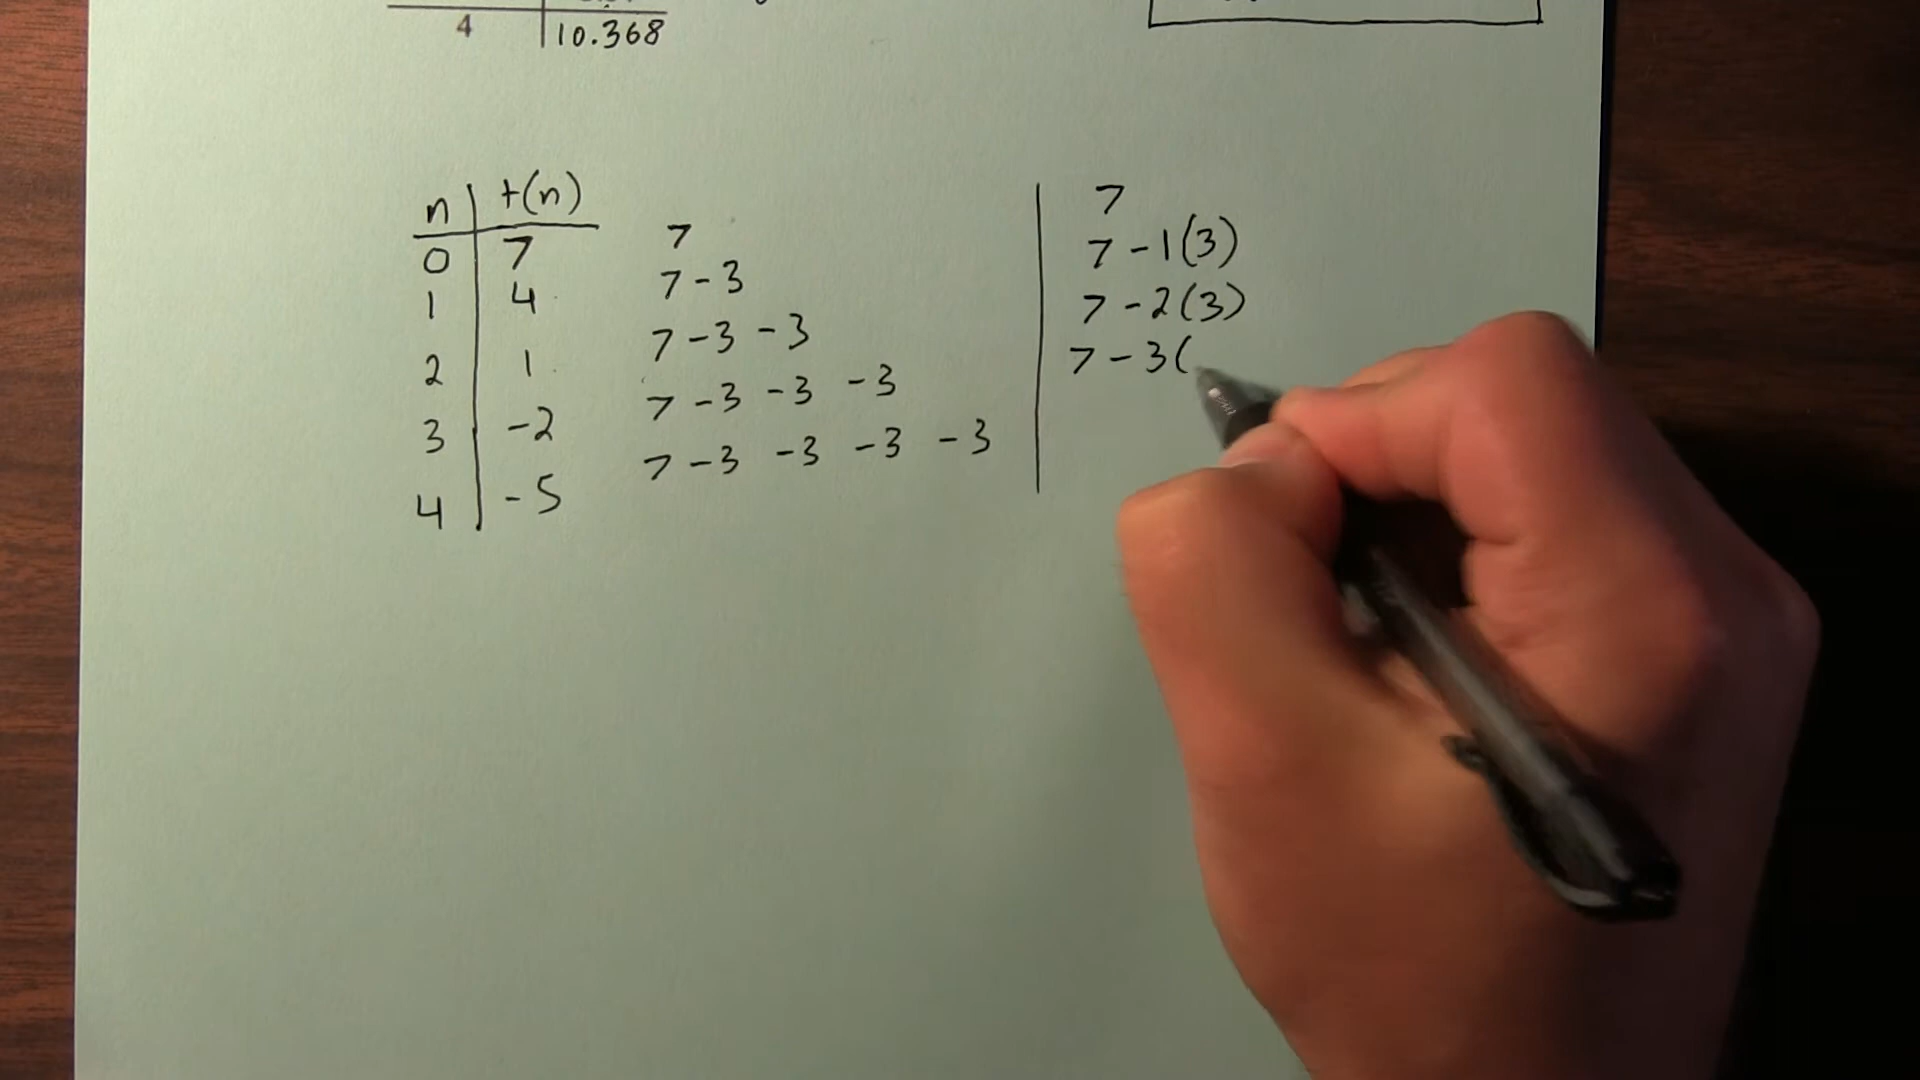 4 10.368
n t(n)
0 7 7
1 4 7 - 3
2 1 7 - 3 - 3
3 -2 7 - 3 - 3 - 3
4 -5 7 - 3 - 3 - 3 - 3
7
7 - 1(3)
7 - 2(3)
7 - 3(